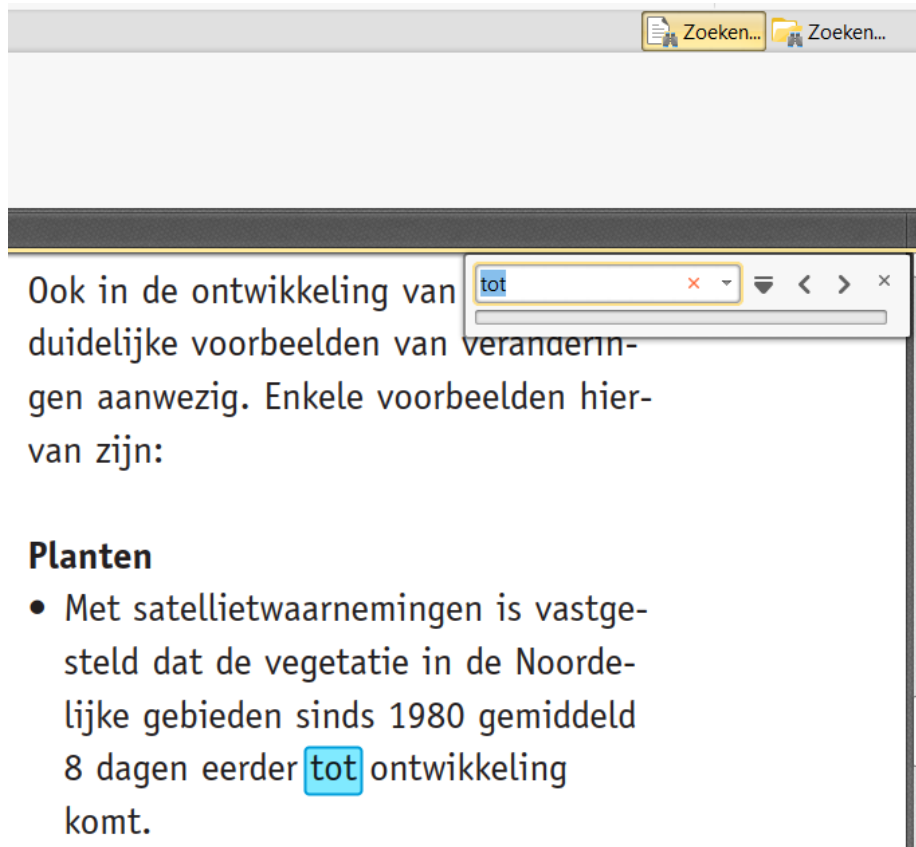 Zoeken... Zoeken...
tot
Ook in de ontwikkeling van
duidelijke voorbeelden van veranderin-
gen aanwezig. Enkele voorbeelden hier-
van zijn:
Planten
• Met satellietwaarnemingen is vastge-
steld dat de vegetatie in de Noorde-
lijke gebieden sinds 1980 gemiddeld
8 dagen eerder tot ontwikkeling
komt.